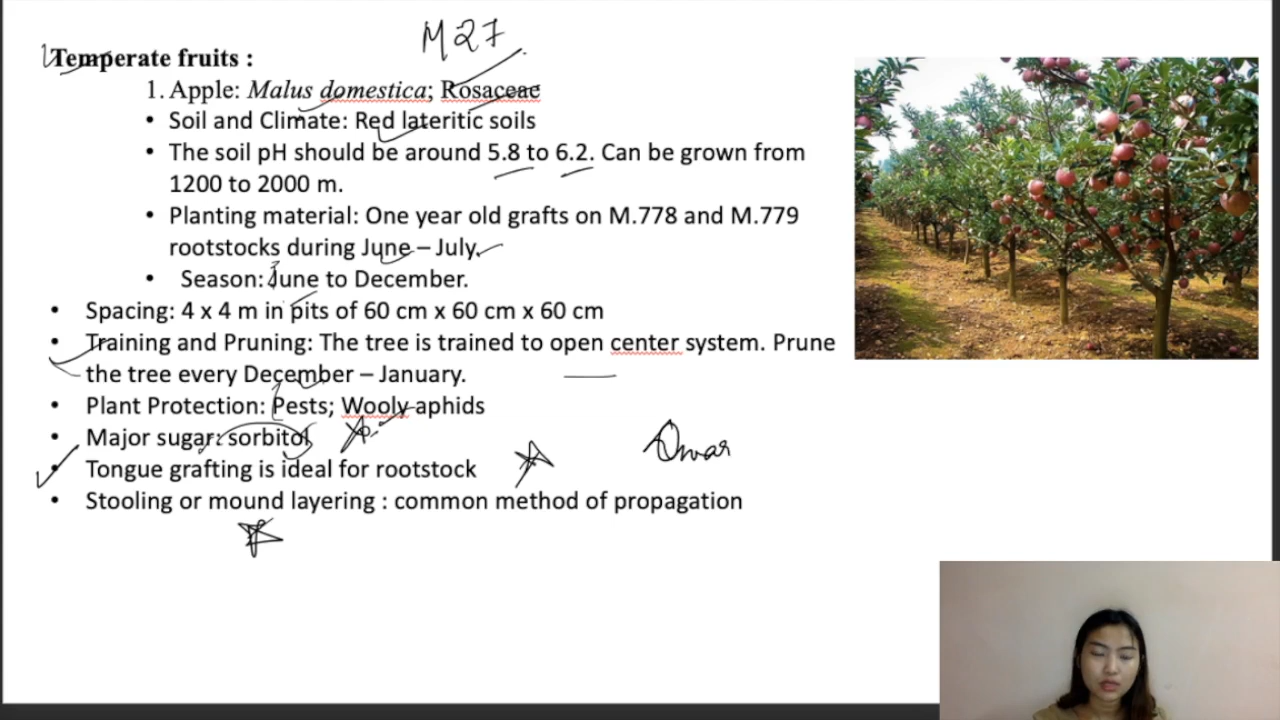 M27
Temperate fruits :
1. Apple: Malus domestica; Rosaceae
• Soil and Climate: Red lateritic soils
• The soil pH should be around 5.8 to 6.2. Can be grown from
1200 to 2000 m.
• Planting material: One year old grafts on M.778 and M.779
rootstocks during June – July.
• Season: June to December.
• Spacing: 4 x 4 m in pits of 60 cm x 60 cm x 60 cm
• Training and Pruning: The tree is trained to open center system. Prune
the tree every December – January.
• Plant Protection: Pests; Wooly aphids
• Major sugar: sorbitol
• Tongue grafting is ideal for rootstock
• Stooling or mound layering : common method of propagation